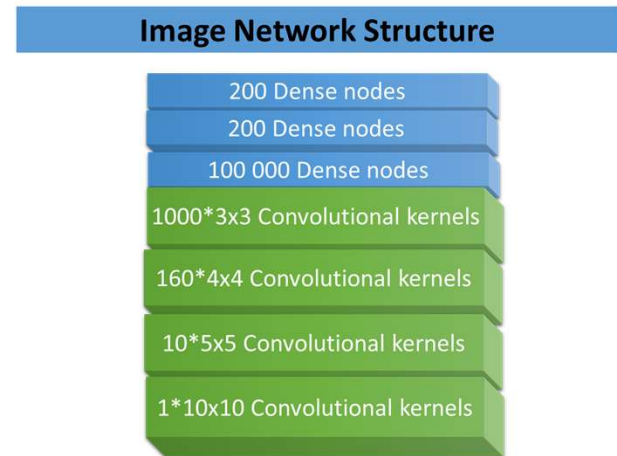 Image Network Structure
200 Dense nodes
200 Dense nodes
100 000 Dense nodes
1000*3x3 Convolutional kernels
160*4x4 Convolutional kernels
10*5x5 Convolutional kernels
1*10x10 Convolutional kernels